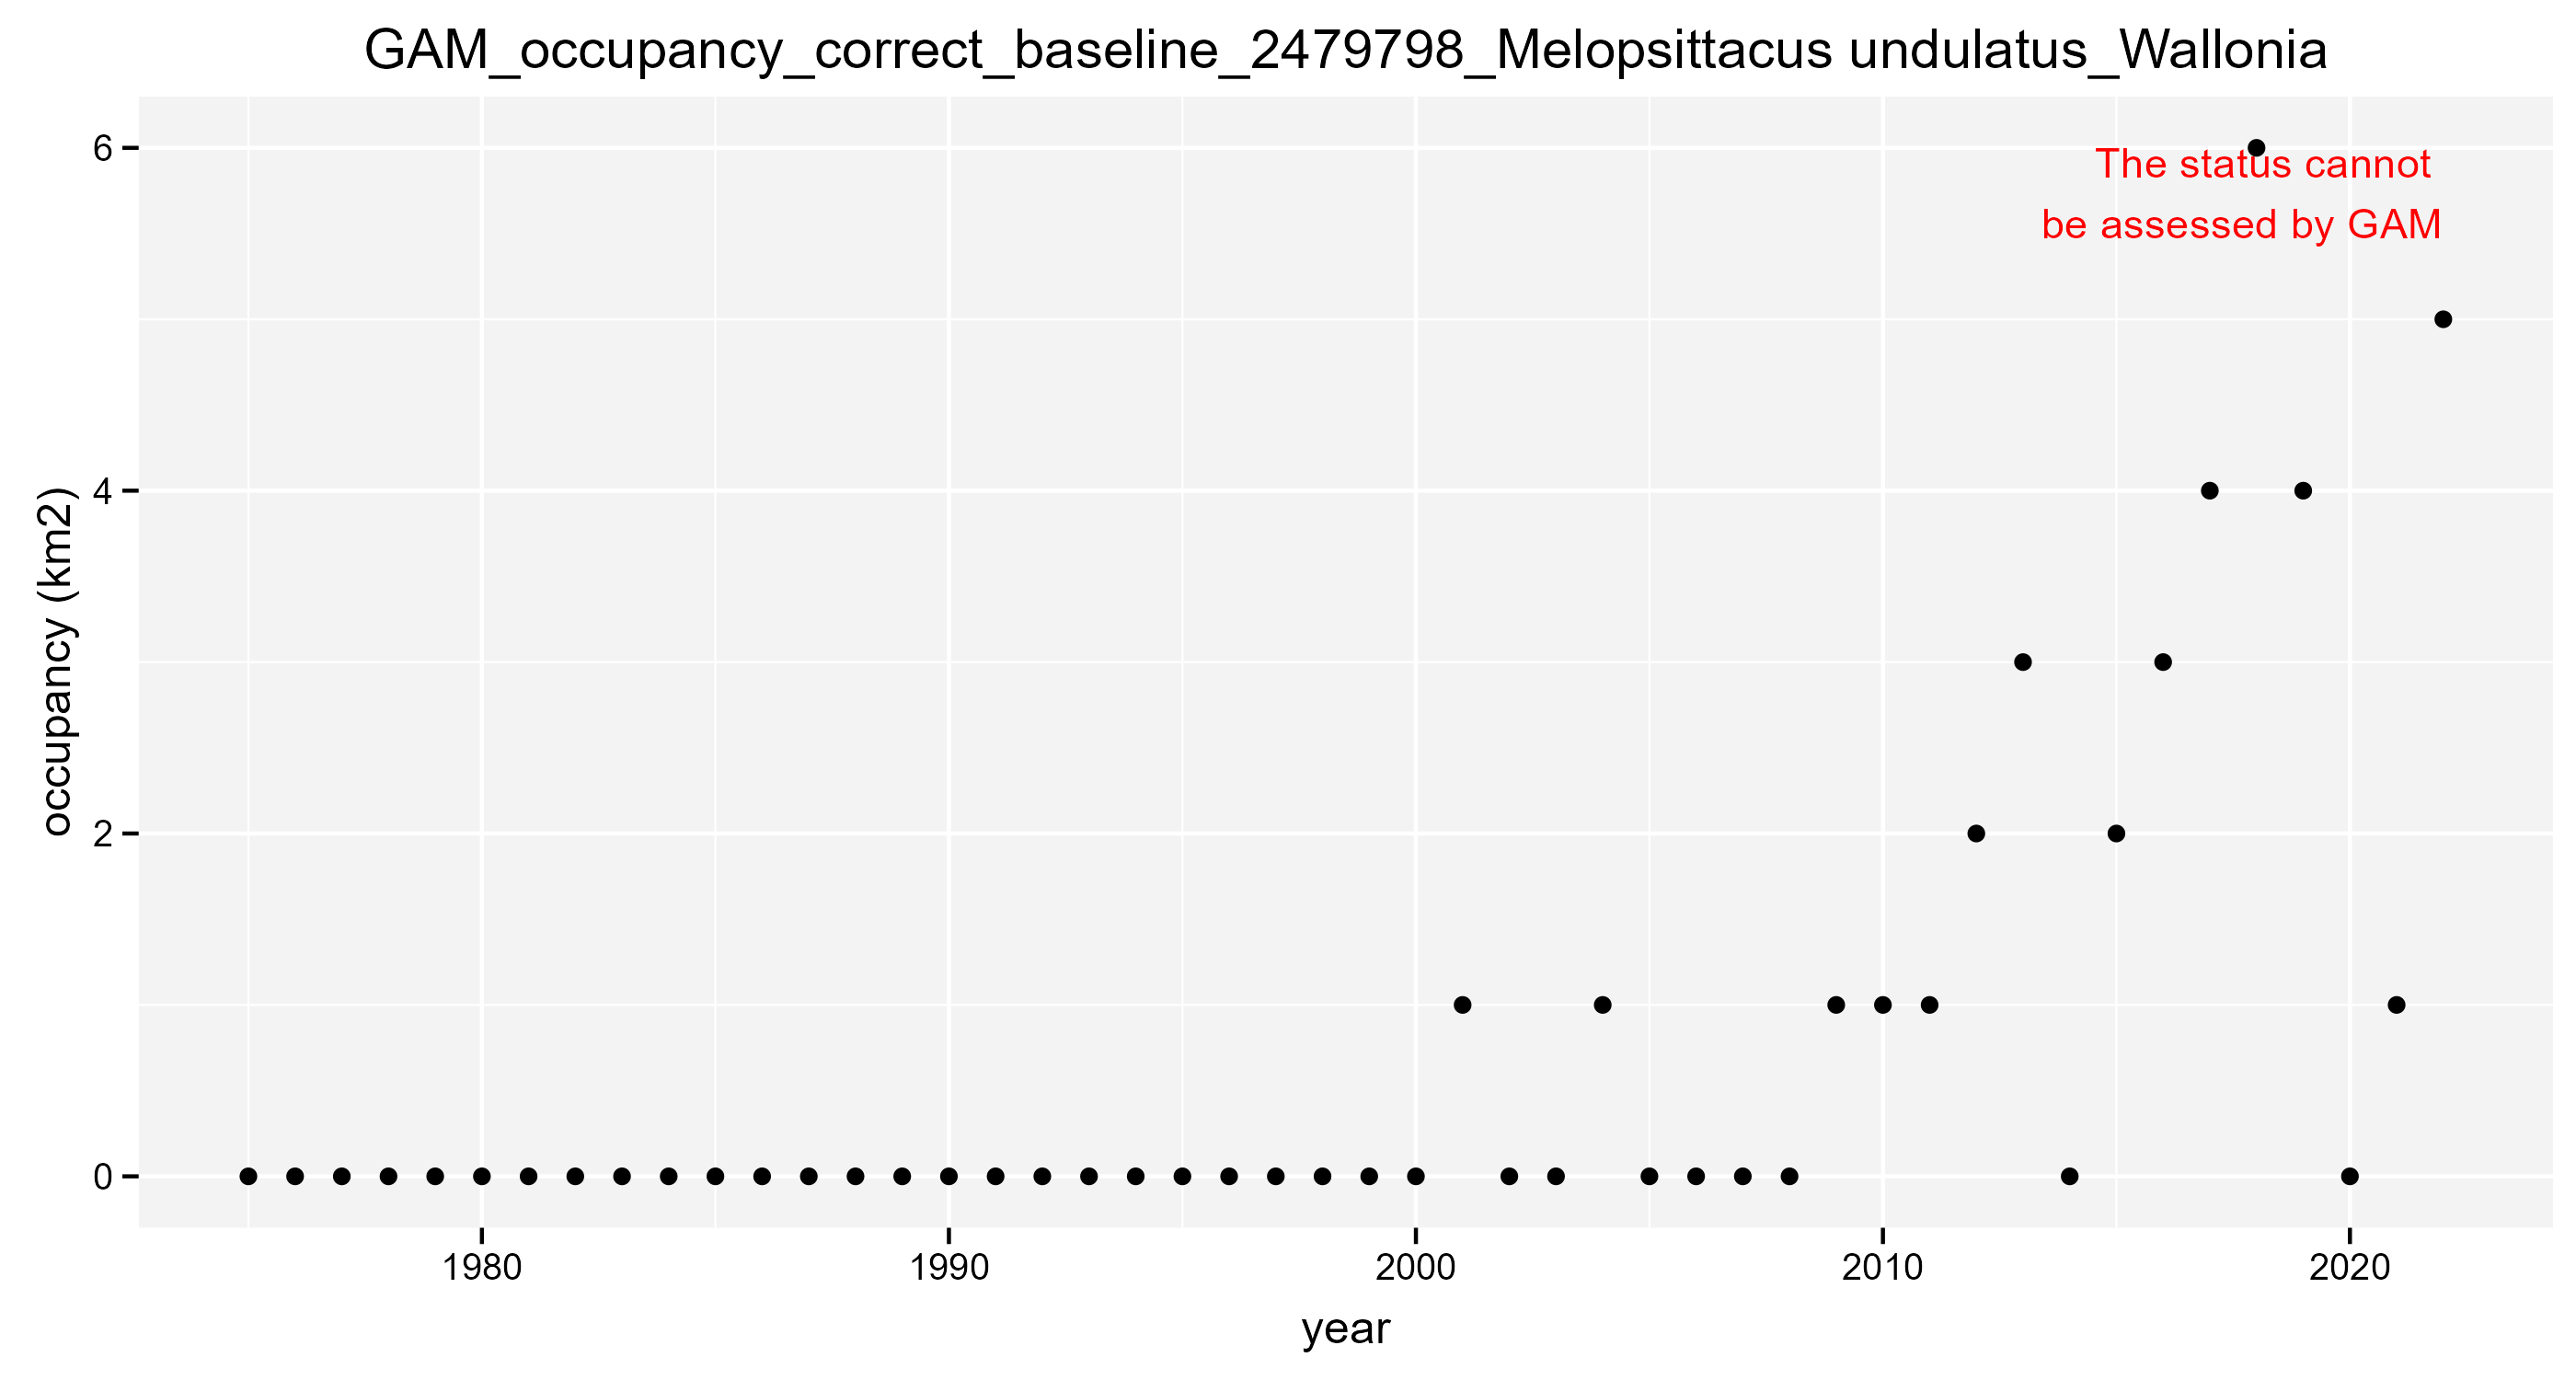 GAM_occupancy_correct_baseline_2479798_Melopsittacus undulatus_Wallonia
6
The status cannot
be assessed by GAM
4
occupancy (km2)
2
0
1980 1990 2000 2010 2020
year